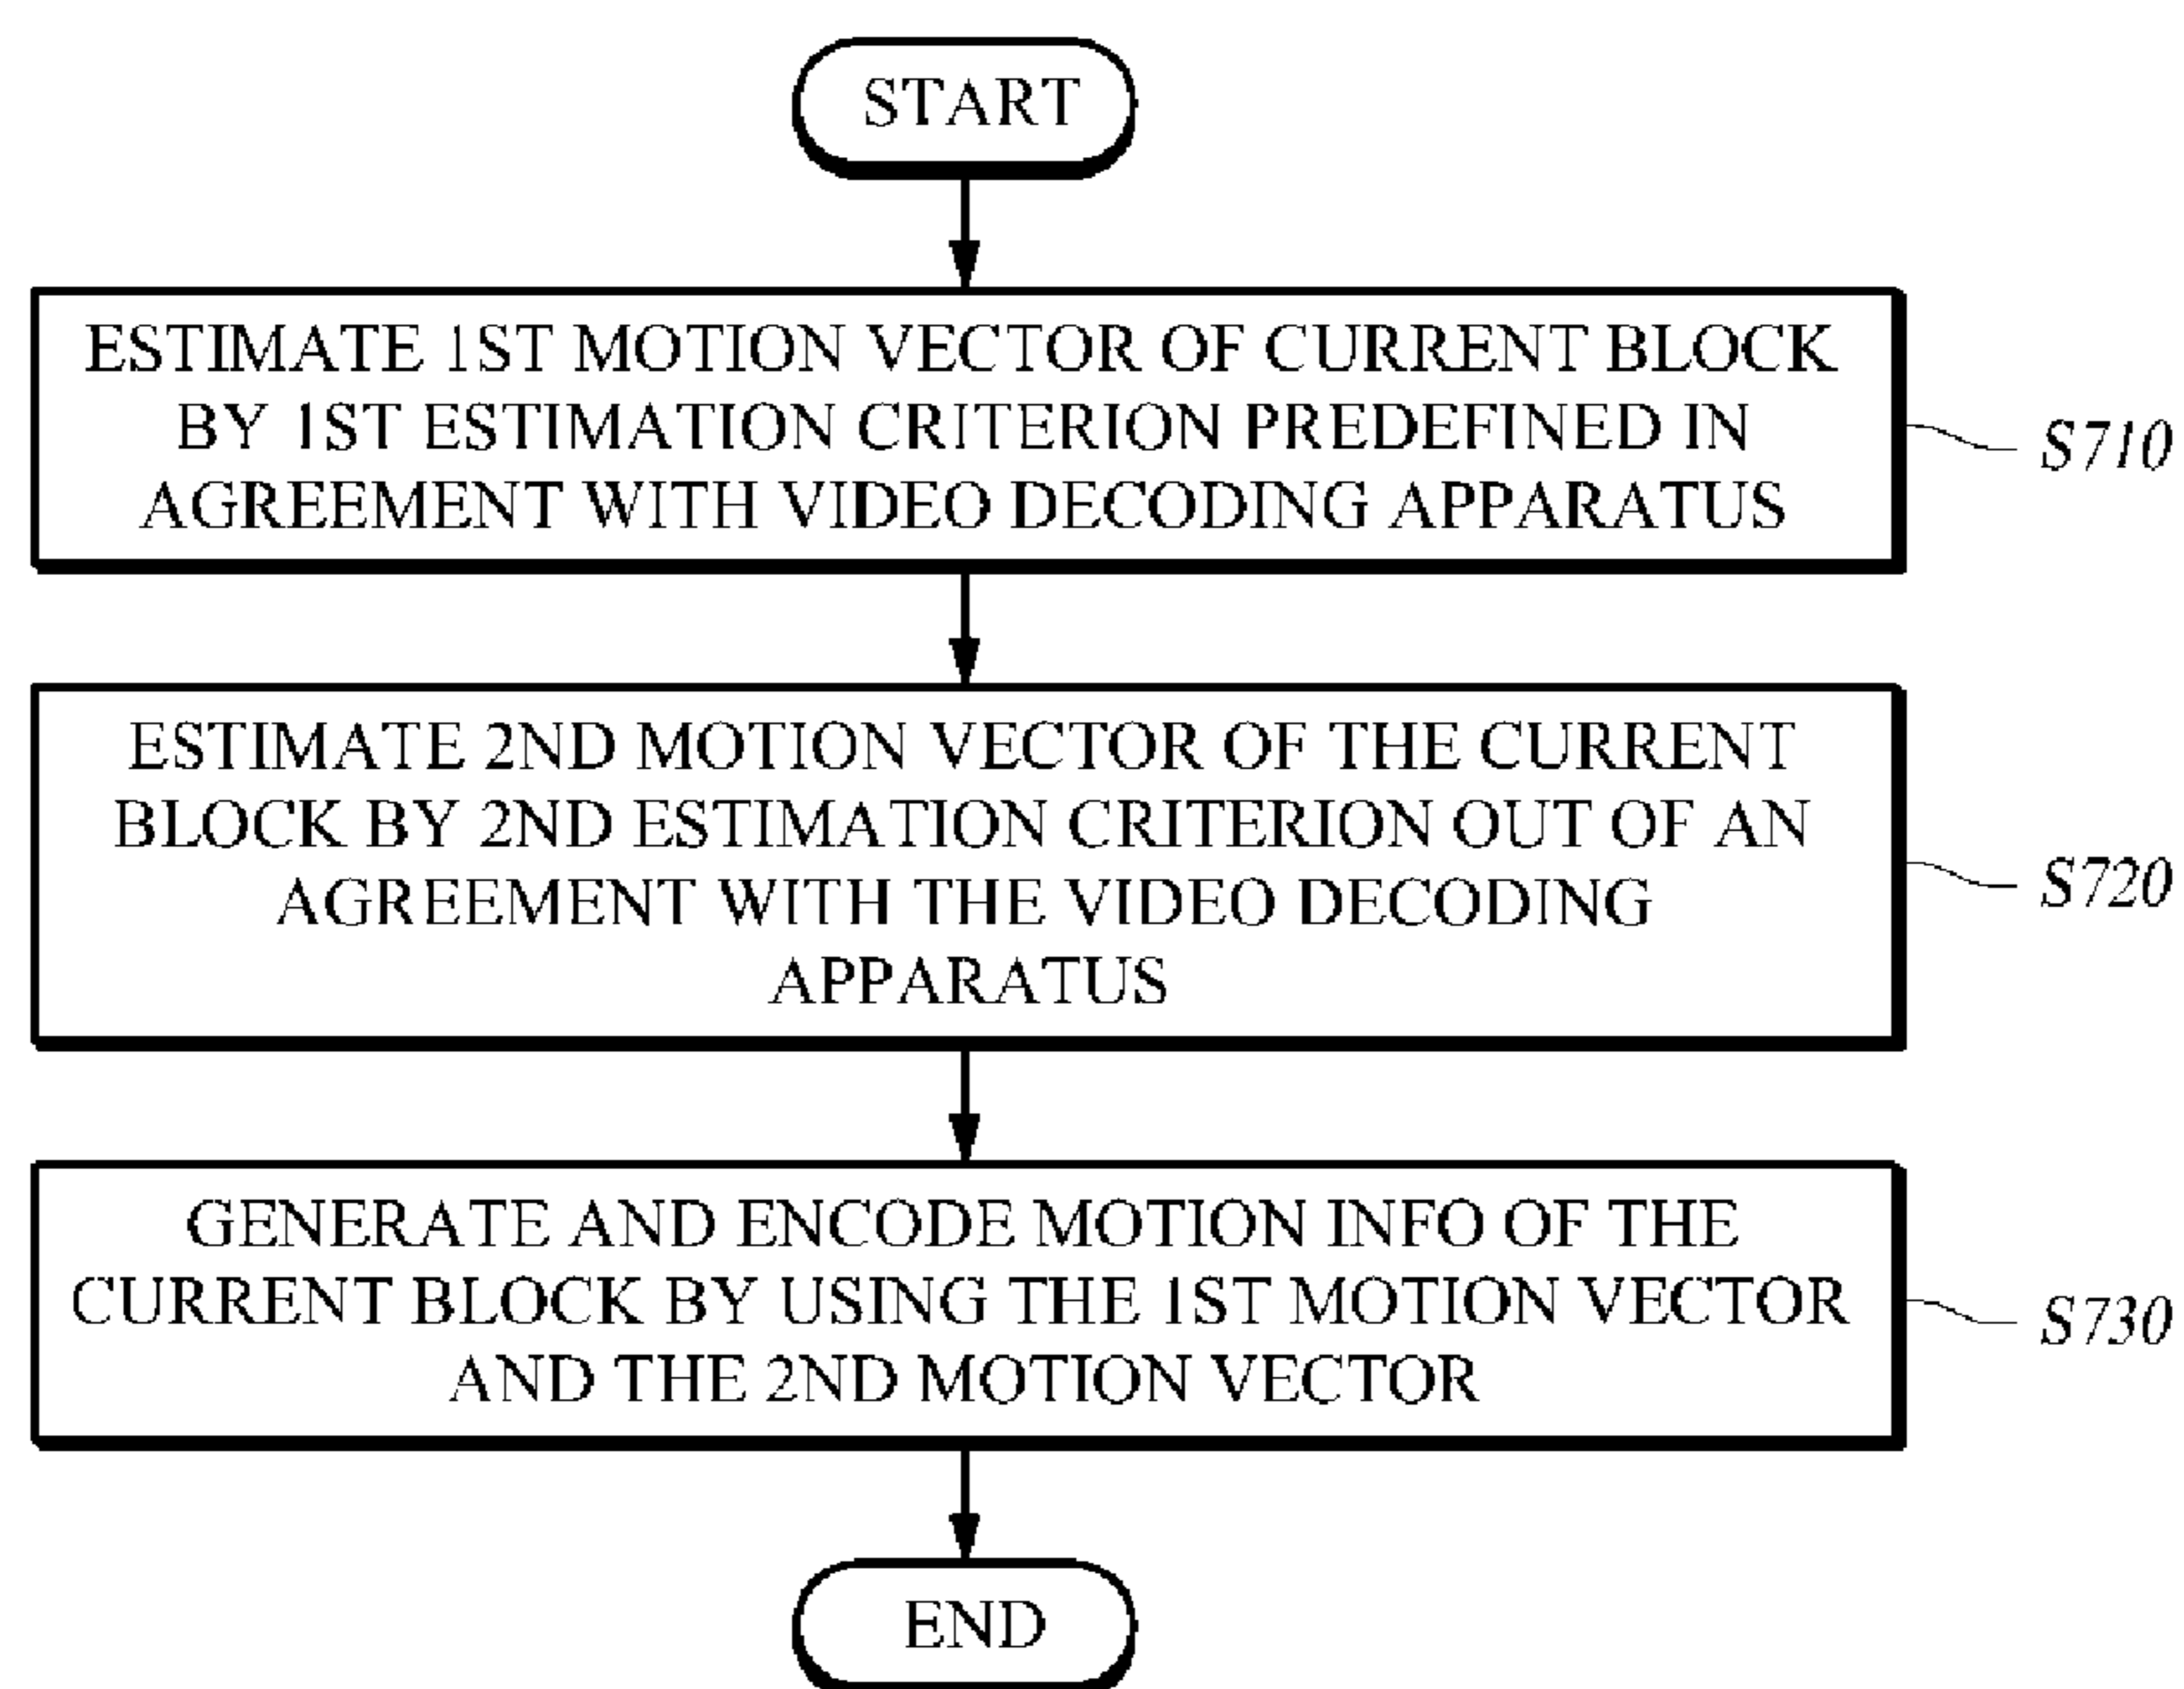 START
ESTIMATE 1ST MOTION VECTOR OF CURRENT BLOCK
BY 1ST ESTIMATION CRITERION PREDEFINED IN
AGREEMENT WITH VIDEO DECODING APPARATUS
S710
ESTIMATE 2ND MOTION VECTOR OF THE CURRENT
BLOCK BY 2ND ESTIMATION CRITERION OUT OF AN
AGREEMENT WITH THE VIDEO DECODING
APPARATUS
S720
GENERATE AND ENCODE MOTION INFO OF THE
CURRENT BLOCK BY USING THE 1ST MOTION VECTOR
AND THE 2ND MOTION VECTOR
S730
END